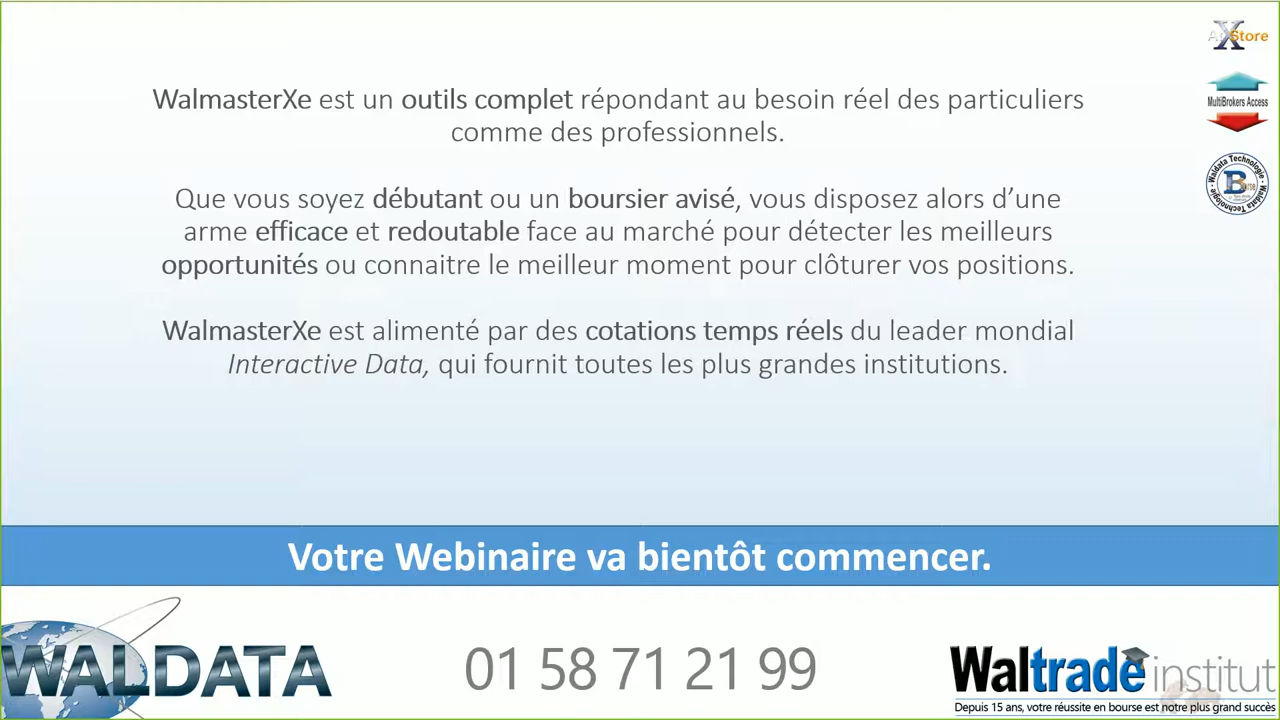 WalmasterXe est un outils complet répondant au besoin réel des particuliers
comme des professionnels.
Que vous soyez débutant ou un boursier avisé, vous disposez alors d’une
arme efficace et redoutable face au marché pour détecter les meilleurs
opportunités ou connaitre le meilleur moment pour clôturer vos positions.
WalmasterXe est alimenté par des cotations temps réels du leader mondial
Interactive Data, qui fournit toutes les plus grandes institutions.
X Store
MultiBrokers Access
Waldata Technologie - Waldata Technologie -
Votre Webinaire va bientôt commencer.
WALDATA
01 58 71 21 99
Waltrade institut
Depuis 15 ans, votre réussite en bourse est notre plus grand succès